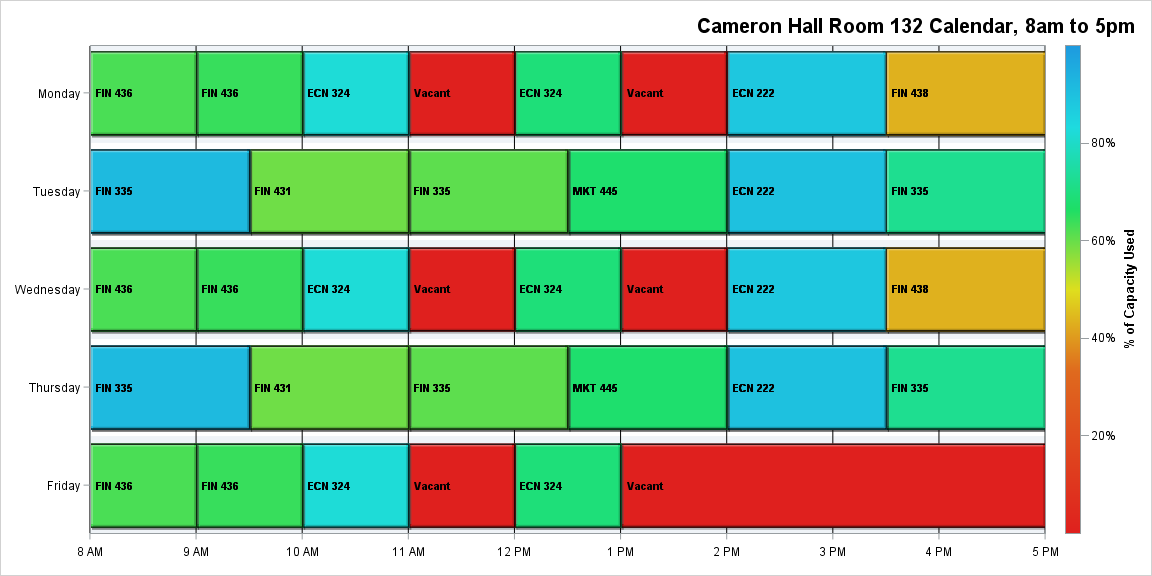 Cameron Hall Room 132 Calendar, 8am to 5pm
Monday
FIN 436
FIN 436
ECN 324
Vacant
ECN 324
Vacant
ECN 222
FIN 438
Tuesday
FIN 335
FIN 431
FIN 335
MKT 445
ECN 222
FIN 335
Wednesday
FIN 436
FIN 436
ECN 324
Vacant
ECN 324
Vacant
ECN 222
FIN 438
Thursday
FIN 335
FIN 431
FIN 335
MKT 445
ECN 222
FIN 335
Friday
FIN 436
FIN 436
ECN 324
Vacant
ECN 324
Vacant
8 AM
9 AM
10 AM
11 AM
12 PM
1 PM
2 PM
3 PM
4 PM
5 PM
80%
60%
40%
20%
% of Capacity Used